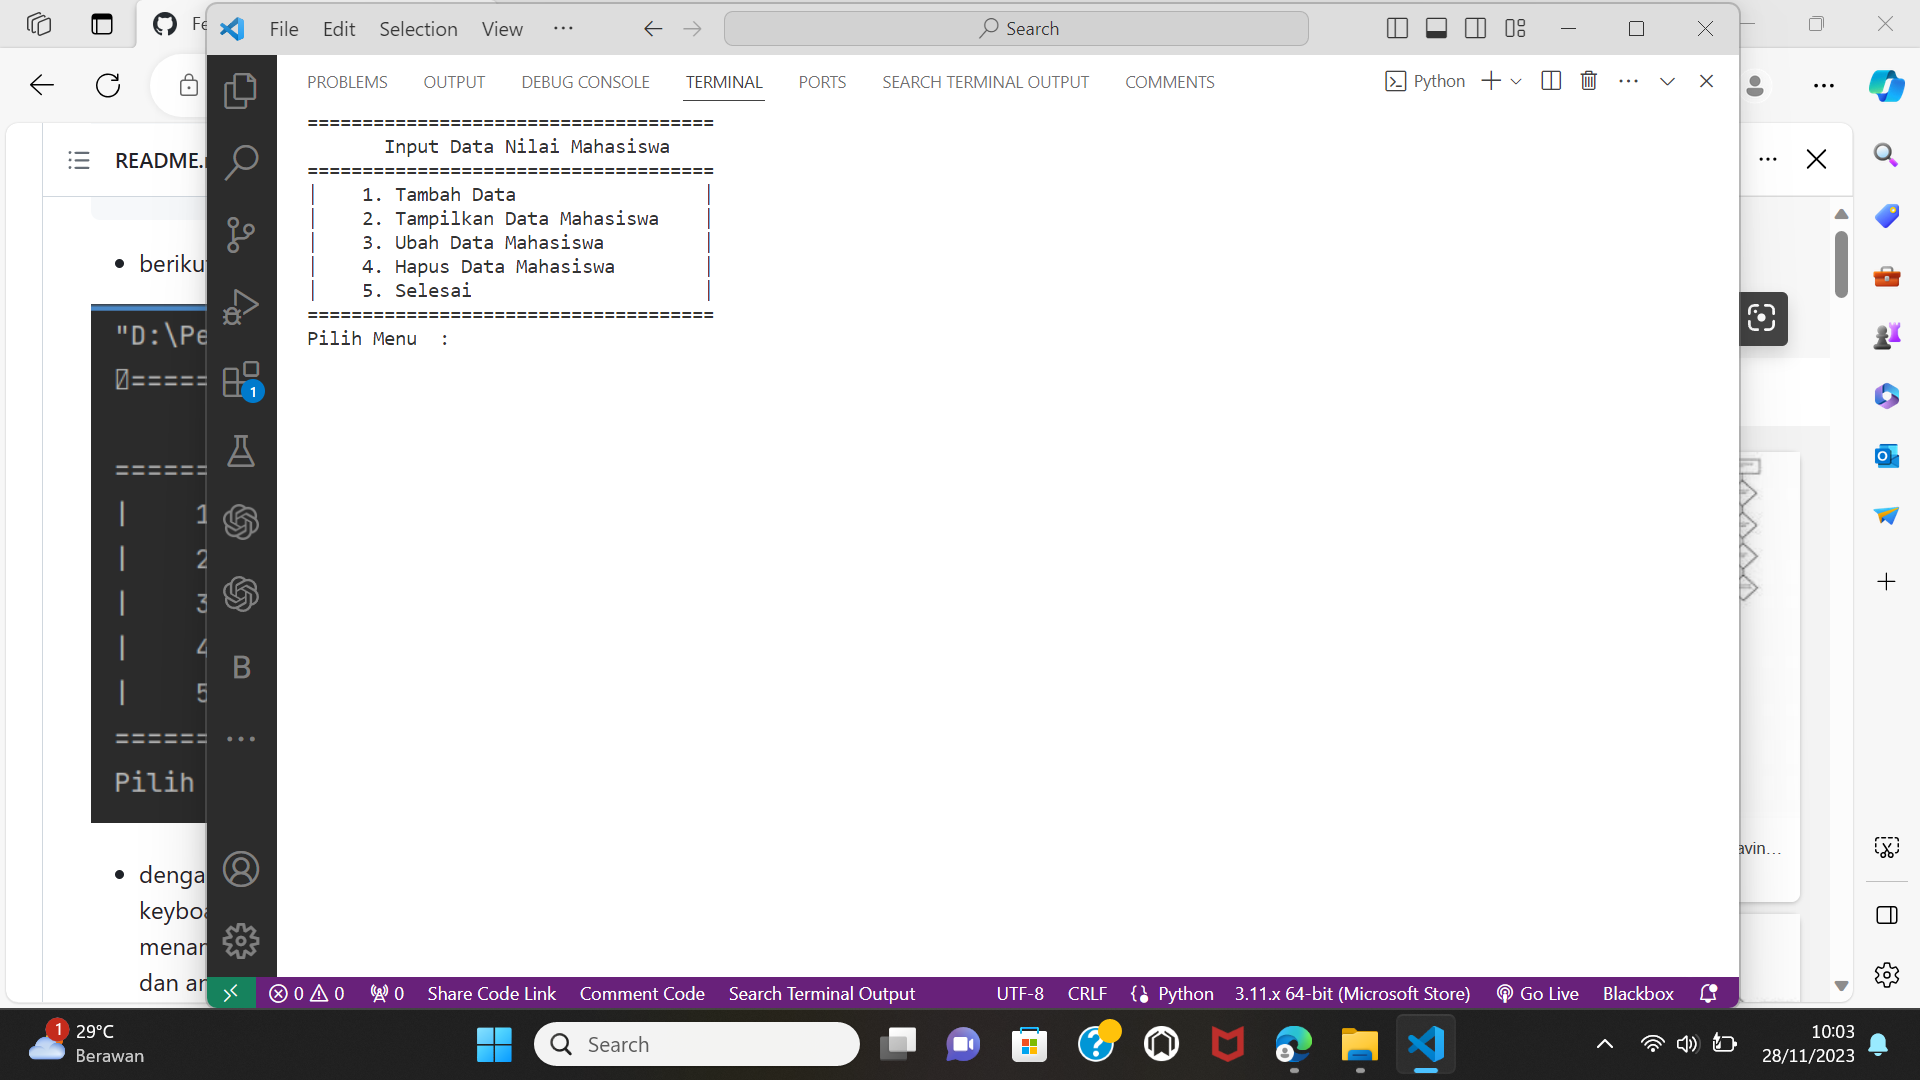 File Edit Selection View ··· Search
PROBLEMS OUTPUT DEBUG CONSOLE TERMINAL PORTS SEARCH TERMINAL OUTPUT COMMENTS Python
=====================================
Input Data Nilai Mahasiswa
=====================================
| 1. Tambah Data |
| 2. Tampilkan Data Mahasiswa |
| 3. Ubah Data Mahasiswa |
| 4. Hapus Data Mahasiswa |
| 5. Selesai |
=====================================
Pilih Menu :
README.
"D:\Pe
======
=======
| 1
| 2
| 3
| 4
| 5
=======
Pilih
menar
dan ar
avin...
1
B
0 0 0 Share Code Link Comment Code Search Terminal Output UTF-8 CRLF Python 3.11.x 64-bit (Microsoft Store) Go Live Blackbox
1 29°C
Berawan
Search
10:03
28/11/2023